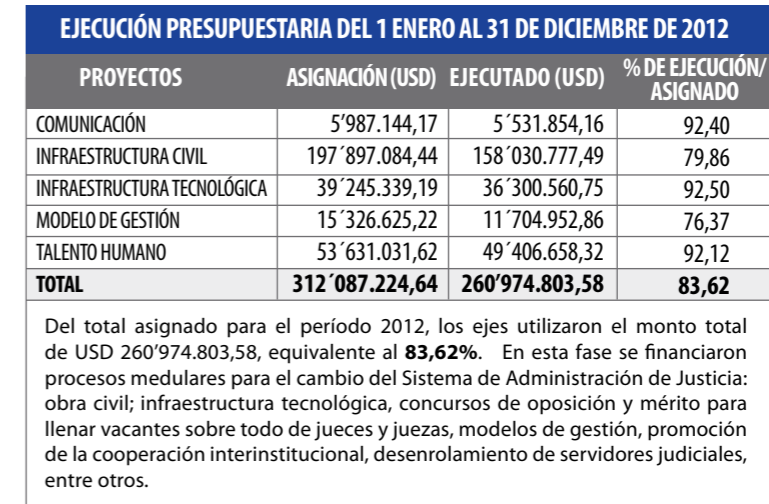 EJECUCIÓN PRESUPUESTARIA DEL 1 ENERO AL 31 DE DICIEMBRE DE 2012
PROYECTOS ASIGNACIÓN (USD) EJECUTADO (USD) % DE EJECUCIÓN/ ASIGNADO
COMUNICACIÓN 5’987.144,17 5´531.854,16 92,40
INFRAESTRUCTURA CIVIL 197´897.084,44 158´030.777,49 79,86
INFRAESTRUCTURA TECNOLÓGICA 39´245.339,19 36´300.560,75 92,50
MODELO DE GESTIÓN 15´326.625,22 11´704.952,86 76,37
TALENTO HUMANO 53´631.031,62 49´406.658,32 92,12
TOTAL 312´087.224,64 260’974.803,58 83,62
Del total asignado para el período 2012, los ejes utilizaron el monto total
de USD 260’974.803,58, equivalente al 83,62%. En esta fase se financiaron
procesos medulares para el cambio del Sistema de Administración de Justicia:
obra civil; infraestructura tecnológica, concursos de oposición y mérito para
llenar vacantes sobre todo de jueces y juezas, modelos de gestión, promoción
de la cooperación interinstitucional, desenrolamiento de servidores judiciales,
entre otros.